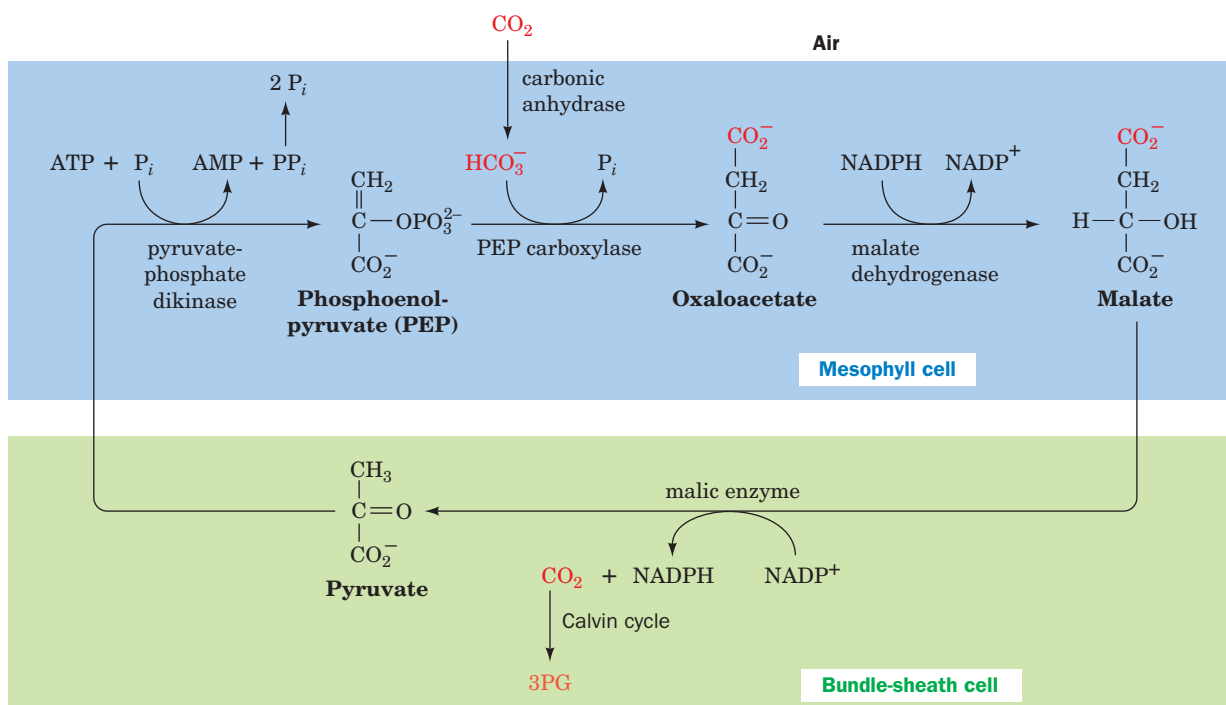 CO₂
Air
carbonic
anhydrase
2 Pᵢ
ATP + Pᵢ
AMP + PPᵢ
HCO₃⁻
Pᵢ
NADPH
NADP⁺
CH₂
C—OPO₃²⁻
CO₂⁻
CO₂⁻
CH₂
C=O
CO₂⁻
CO₂⁻
CH₂
H—C—OH
CO₂⁻
pyruvate-
phosphate
dikinase
PEP carboxylase
malate
dehydrogenase
Phosphoenol-
pyruvate (PEP)
Oxaloacetate
Malate
Mesophyll cell
CH₃
C=O
CO₂⁻
Pyruvate
malic enzyme
CO₂ + NADPH
NADP⁺
Calvin cycle
3PG
Bundle-sheath cell